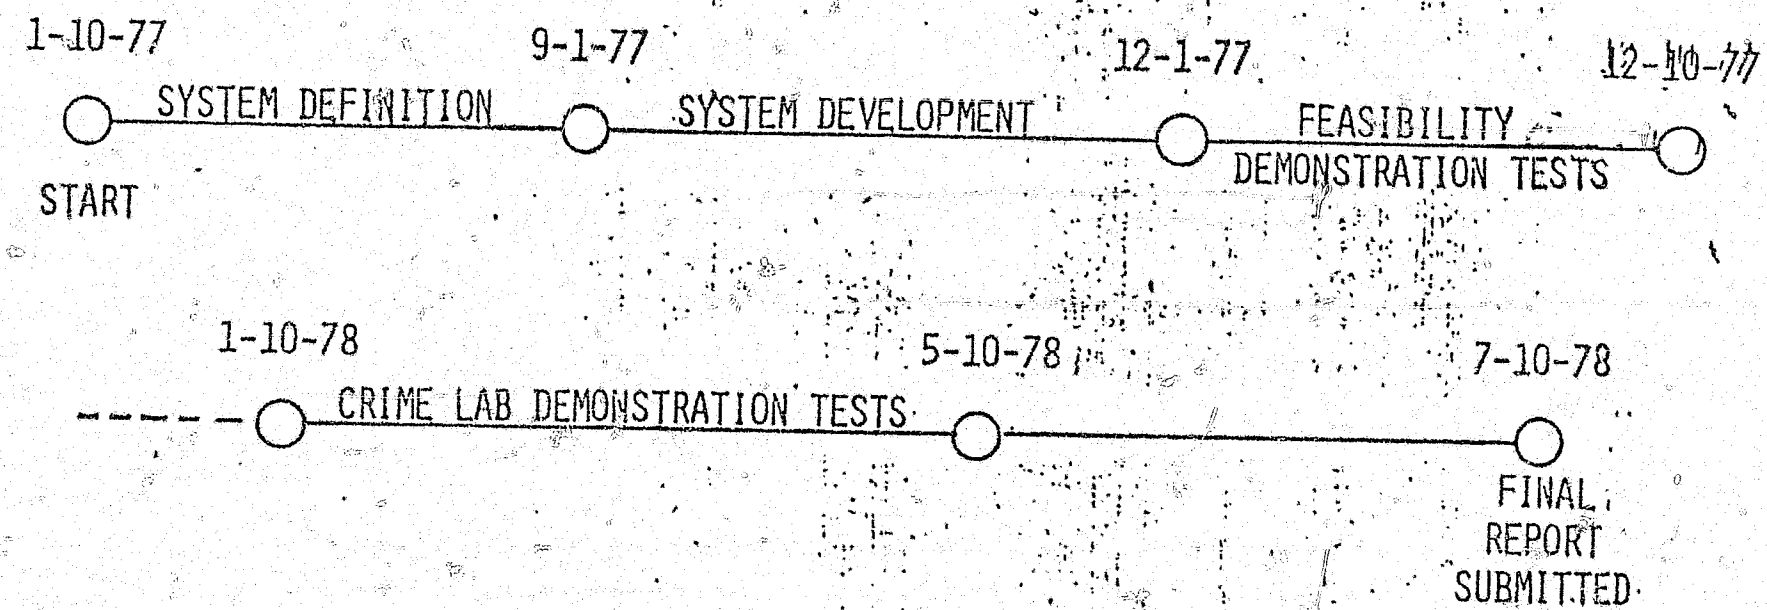 1-10-77 9-1-77 12-1-77 12-10-77
SYSTEM DEFINITION SYSTEM DEVELOPMENT FEASIBILITY
DEMONSTRATION TESTS
START
1-10-78 5-10-78 7-10-78
CRIME LAB DEMONSTRATION TESTS
FINAL
REPORT
SUBMITTED